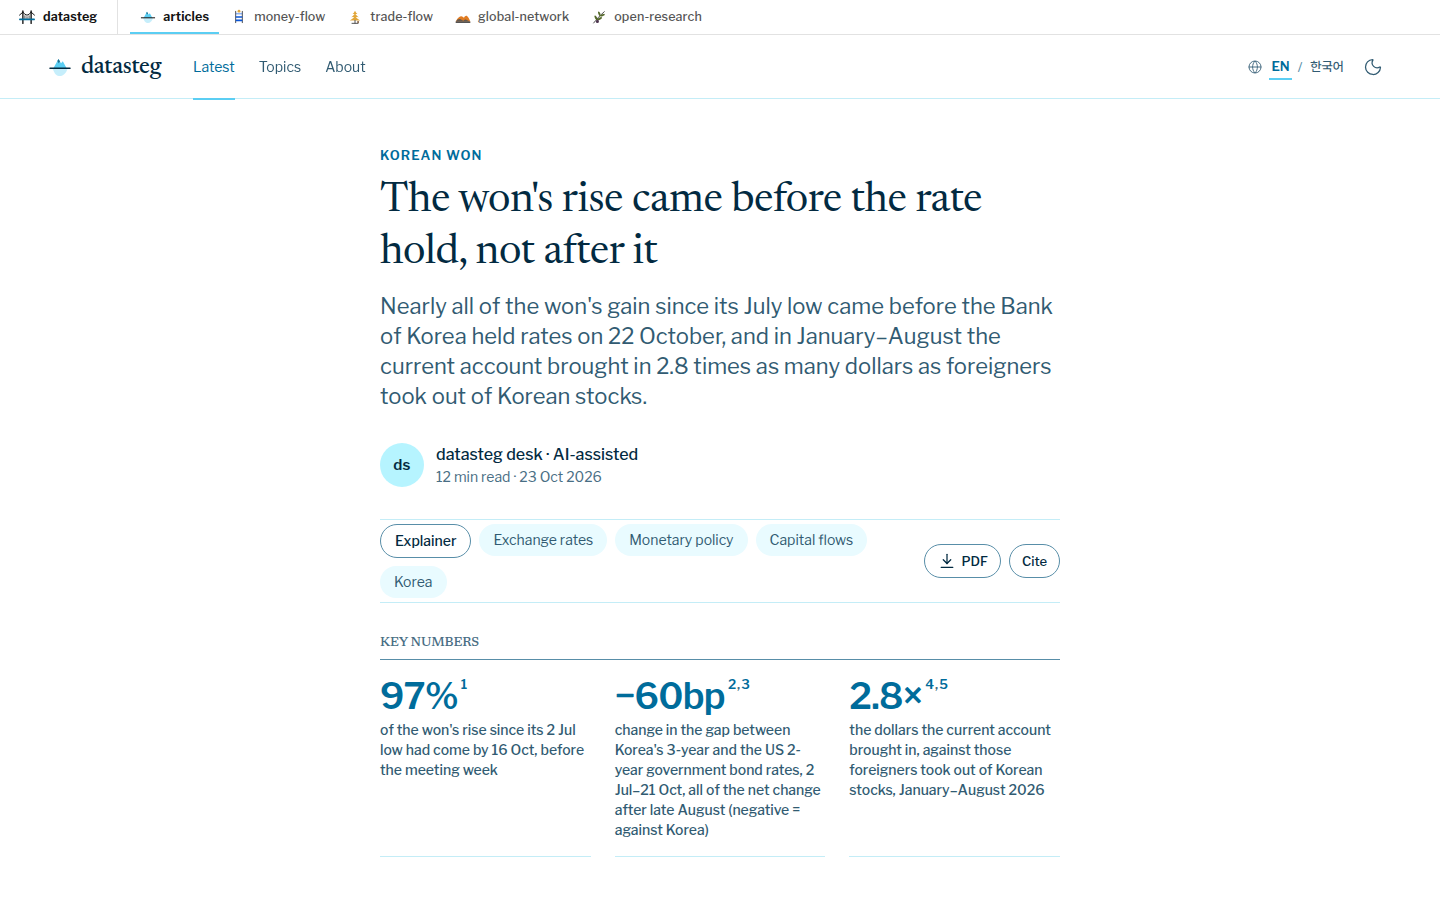 datasteg articles money-flow trade-flow global-network open-research
datasteg Latest Topics About EN / 한국어
KOREAN WON
The won's rise came before the rate
hold, not after it
Nearly all of the won's gain since its July low came before the Bank
of Korea held rates on 22 October, and in January–August the
current account brought in 2.8 times as many dollars as foreigners
took out of Korean stocks.
ds
datasteg desk · AI-assisted
12 min read · 23 Oct 2026
Explainer Exchange rates Monetary policy Capital flows
Korea
PDF Cite
KEY NUMBERS
97% 1
of the won's rise since its 2 Jul
low had come by 16 Oct, before
the meeting week
−60bp 2,3
change in the gap between
Korea's 3-year and the US 2-
year government bond rates, 2
Jul–21 Oct, all of the net change
after late August (negative =
against Korea)
2.8× 4,5
the dollars the current account
brought in, against those
foreigners took out of Korean
stocks, January–August 2026